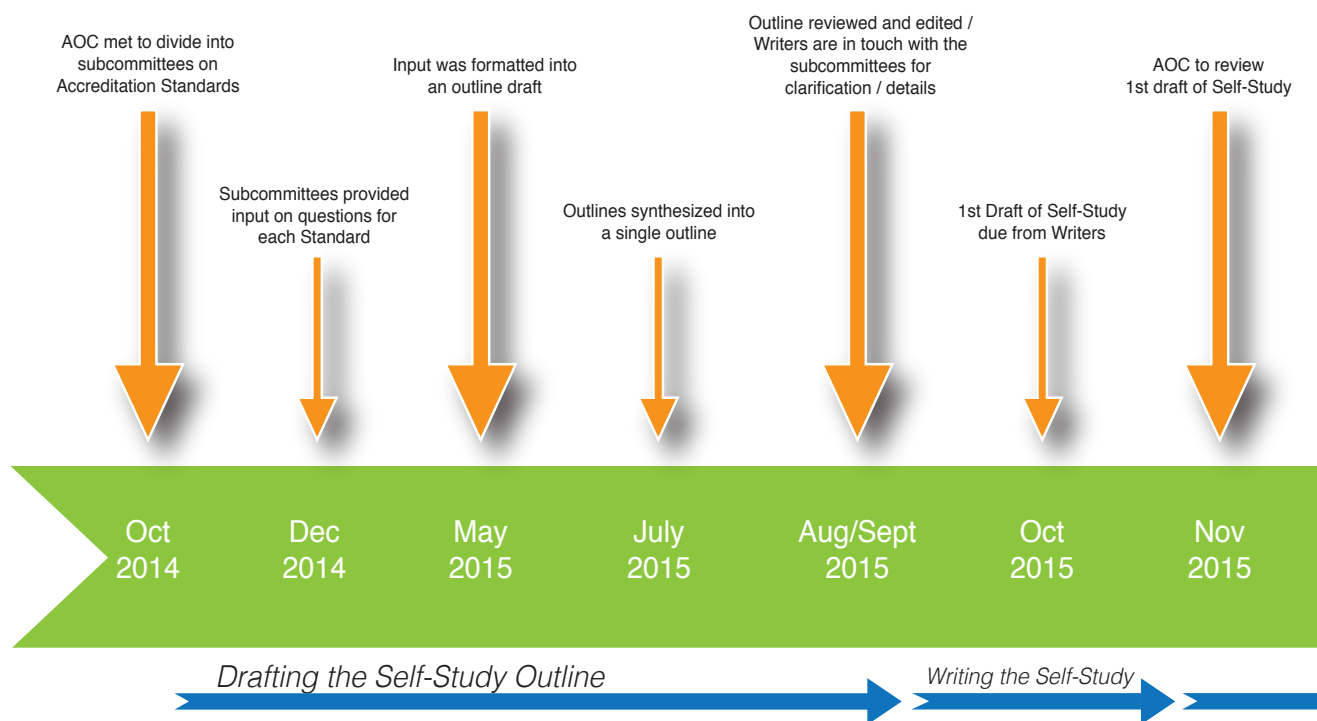 AOC met to divide into
subcommittees on
Accreditation Standards
Subcommittees provided
input on questions for
each Standard
Input was formatted into
an outline draft
Outlines synthesized into
a single outline
Outline reviewed and edited /
Writers are in touch with the
subcommittees for
clarification / details
1st Draft of Self-Study
due from Writers
AOC to review
1st draft of Self-Study
Oct
2014
Dec
2014
May
2015
July
2015
Aug/Sept
2015
Oct
2015
Nov
2015
Drafting the Self-Study Outline
Writing the Self-Study